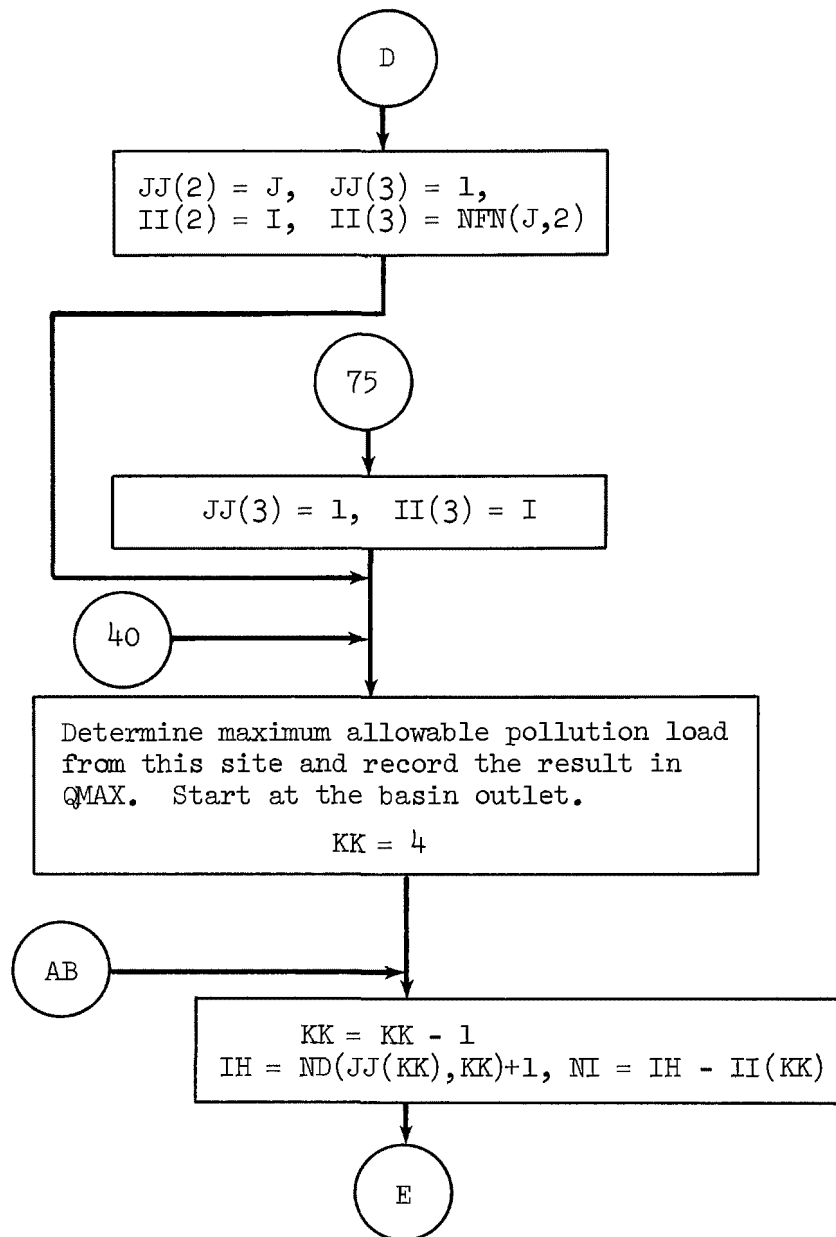 D
JJ(2) = J, JJ(3) = 1,
II(2) = I, II(3) = NFN(J,2)
75
JJ(3) = 1, II(3) = I
40
Determine maximum allowable pollution load
from this site and record the result in
QMAX. Start at the basin outlet.
KK = 4
AB
KK = KK - 1
IH = ND(JJ(KK),KK)+1, NI = IH - II(KK)
E